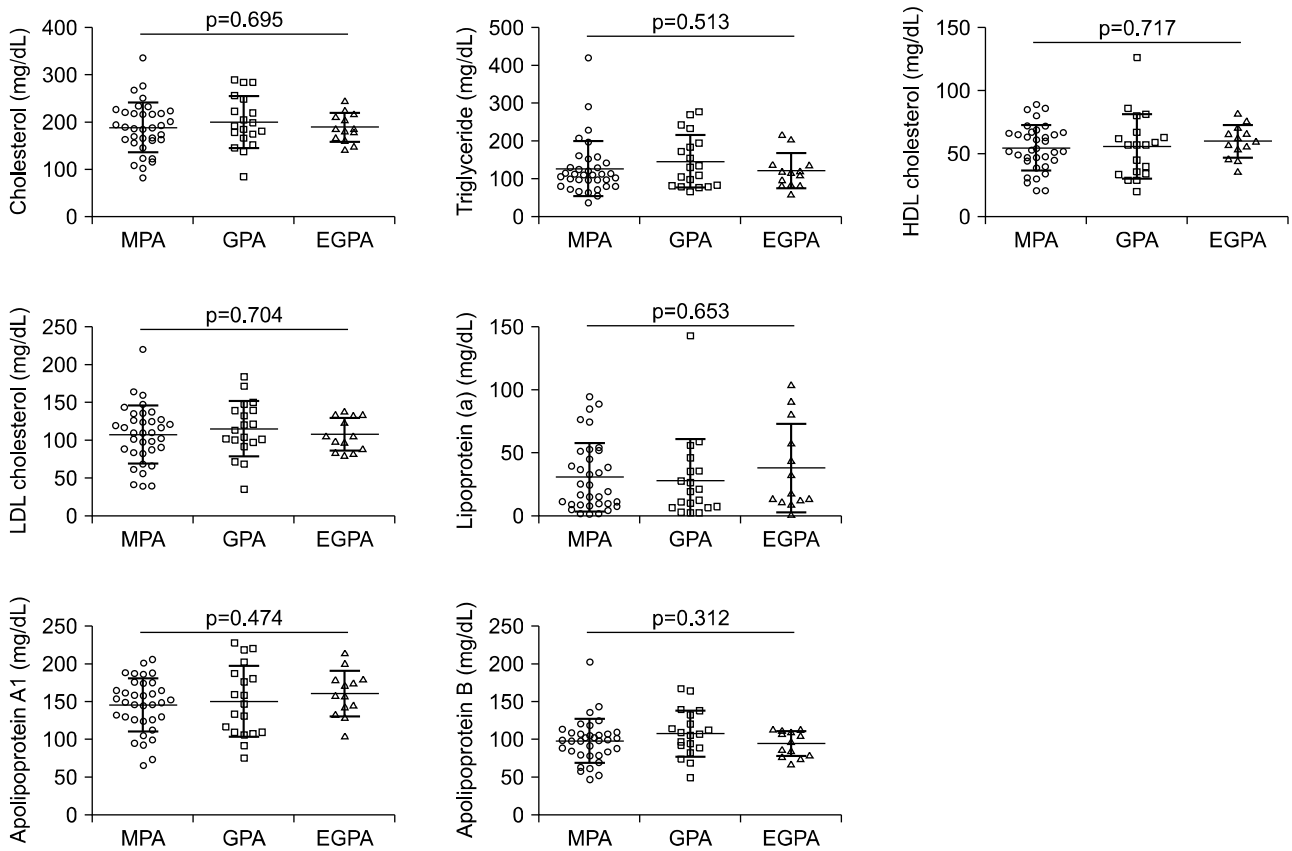 Cholesterol (mg/dL)
p=0.695
400
300
200
100
0
MPA GPA EGPA
Triglyceride (mg/dL)
p=0.513
500
400
300
200
100
0
MPA GPA EGPA
HDL cholesterol (mg/dL)
p=0.717
150
100
50
0
MPA GPA EGPA
LDL cholesterol (mg/dL)
p=0.704
250
200
150
100
50
0
MPA GPA EGPA
Lipoprotein (a) (mg/dL)
p=0.653
150
100
50
0
MPA GPA EGPA
Apolipoprotein A1 (mg/dL)
p=0.474
250
200
150
100
50
0
MPA GPA EGPA
Apolipoprotein B (mg/dL)
p=0.312
250
200
150
100
50
0
MPA GPA EGPA